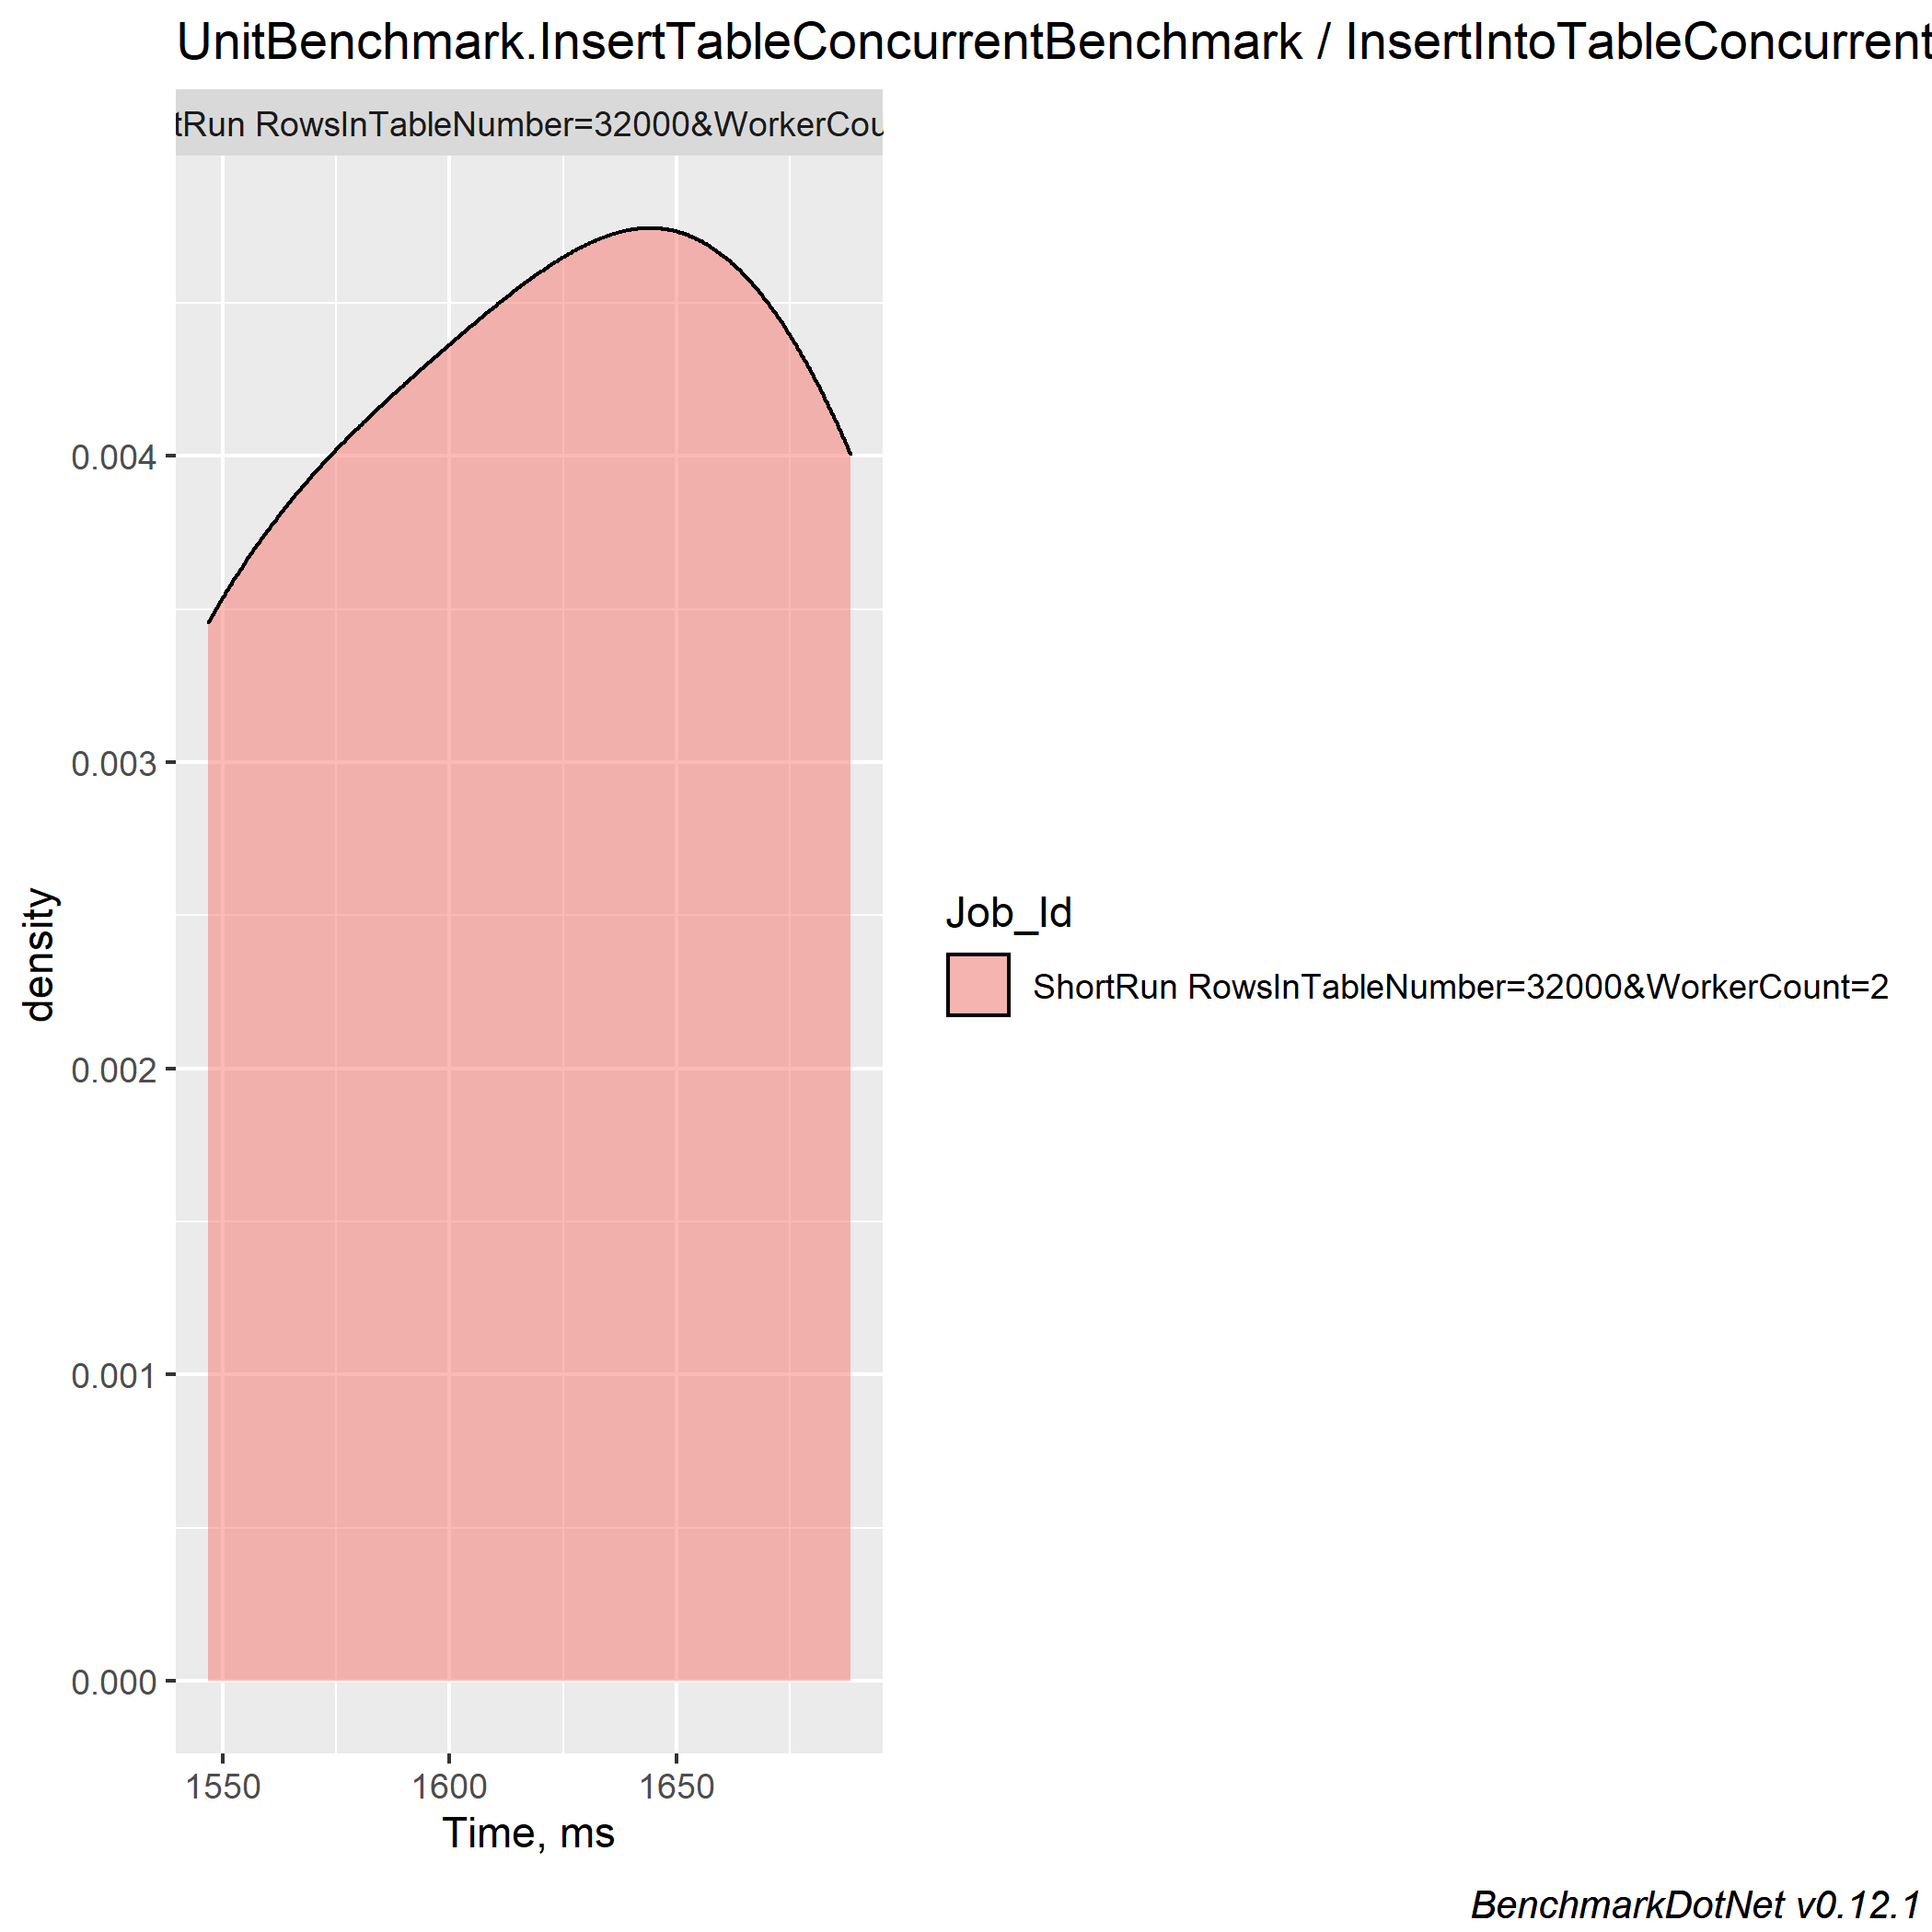 UnitBenchmark.InsertTableConcurrentBenchmark / InsertIntoTableConcurrent
tRun RowsInTableNumber=32000&WorkerCou
0.004
0.003
0.002
0.001
0.000
density
1550 1600 1650
Time, ms
Job_Id
ShortRun RowsInTableNumber=32000&WorkerCount=2
BenchmarkDotNet v0.12.1